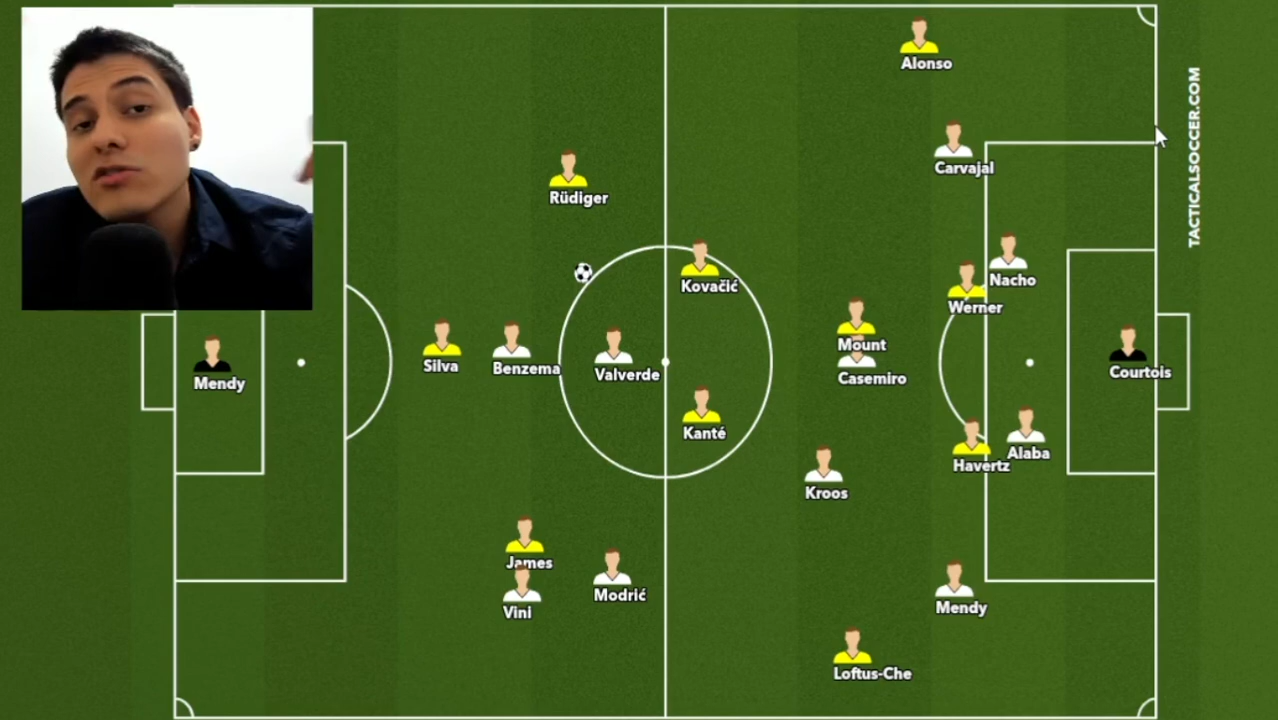 Alonso
TACTICALSOCCER.COM
Carvajal
Rüdiger
Nacho
Kovačić
Werner
Mount
Silva
Benzema
Valverde
Casemiro
Courtois
Mendy
Kanté
Alaba
Havertz
Kroos
James
Modrić
Vini
Mendy
Loftus-Che